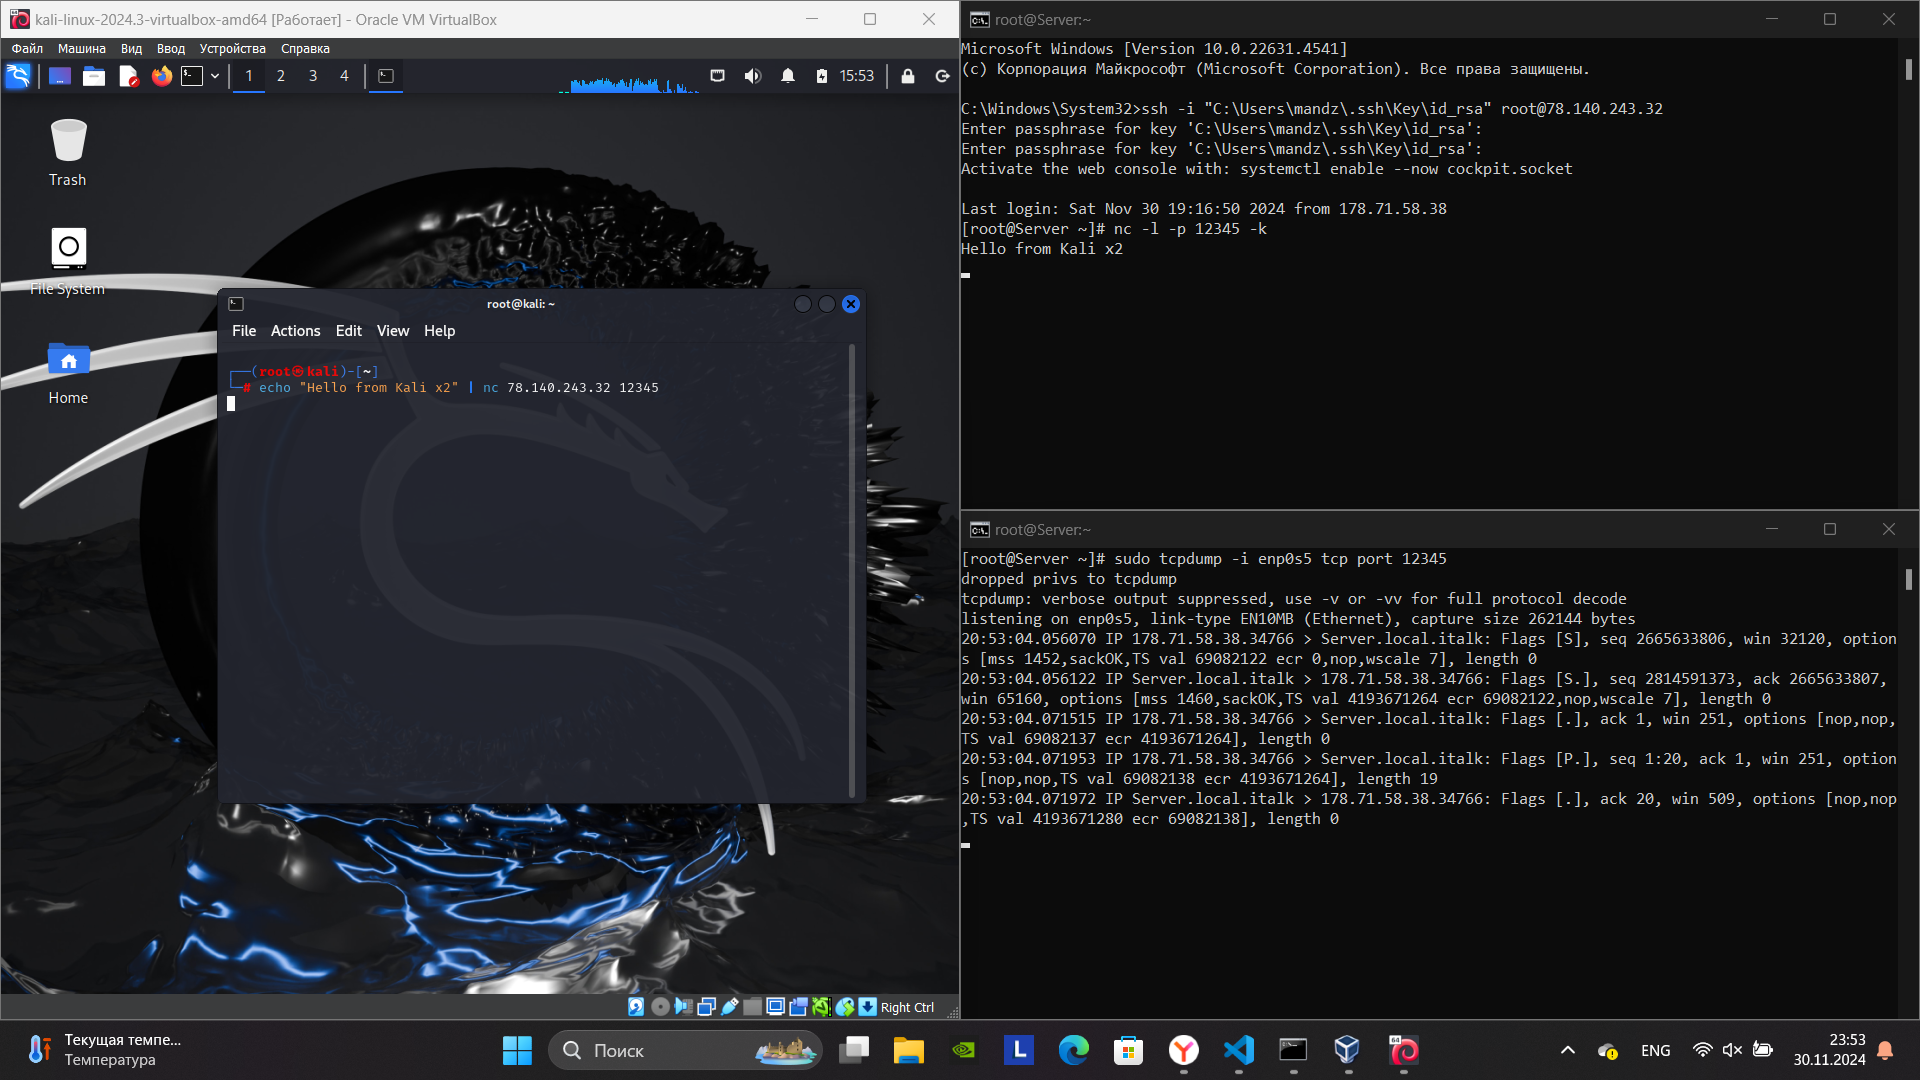 kali-linux-2024.3-virtualbox-amd64 [Работает] - Oracle VM VirtualBox
Файл Машина Вид Ввод Устройства Справка
1 2 3 4 15:53
Trash
File System
Home
root@kali: ~
File Actions Edit View Help
┌──(root㉿kali)-[~]
└─# echo "Hello from Kali x2" | nc 78.140.243.32 12345
Right Ctrl
root@Server:~
Microsoft Windows [Version 10.0.22631.4541]
(c) Корпорация Майкрософт (Microsoft Corporation). Все права защищены.
C:\Windows\System32>ssh -i "C:\Users\mandz\.ssh\Key\id_rsa" root@78.140.243.32
Enter passphrase for key 'C:\Users\mandz\.ssh\Key\id_rsa':
Enter passphrase for key 'C:\Users\mandz\.ssh\Key\id_rsa':
Activate the web console with: systemctl enable --now cockpit.socket
Last login: Sat Nov 30 19:16:50 2024 from 178.71.58.38
[root@Server ~]# nc -l -p 12345 -k
Hello from Kali x2
root@Server:~
[root@Server ~]# sudo tcpdump -i enp0s5 tcp port 12345
dropped privs to tcpdump
tcpdump: verbose output suppressed, use -v or -vv for full protocol decode
listening on enp0s5, link-type EN10MB (Ethernet), capture size 262144 bytes
20:53:04.056070 IP 178.71.58.38.34766 > Server.local.italk: Flags [S], seq 2665633806, win 32120, option
s [mss 1452,sackOK,TS val 69082122 ecr 0,nop,wscale 7], length 0
20:53:04.056122 IP Server.local.italk > 178.71.58.38.34766: Flags [S.], seq 2814591373, ack 2665633807,
win 65160, options [mss 1460,sackOK,TS val 4193671264 ecr 69082122,nop,wscale 7], length 0
20:53:04.071515 IP 178.71.58.38.34766 > Server.local.italk: Flags [.], ack 1, win 251, options [nop,nop,
TS val 69082137 ecr 4193671264], length 0
20:53:04.071953 IP 178.71.58.38.34766 > Server.local.italk: Flags [P.], seq 1:20, ack 1, win 251, option
s [nop,nop,TS val 69082138 ecr 4193671264], length 19
20:53:04.071972 IP Server.local.italk > 178.71.58.38.34766: Flags [.], ack 20, win 509, options [nop,nop
,TS val 4193671280 ecr 69082138], length 0
Текущая темпе...
Температура
Поиск
L
64
ENG
23:53
30.11.2024